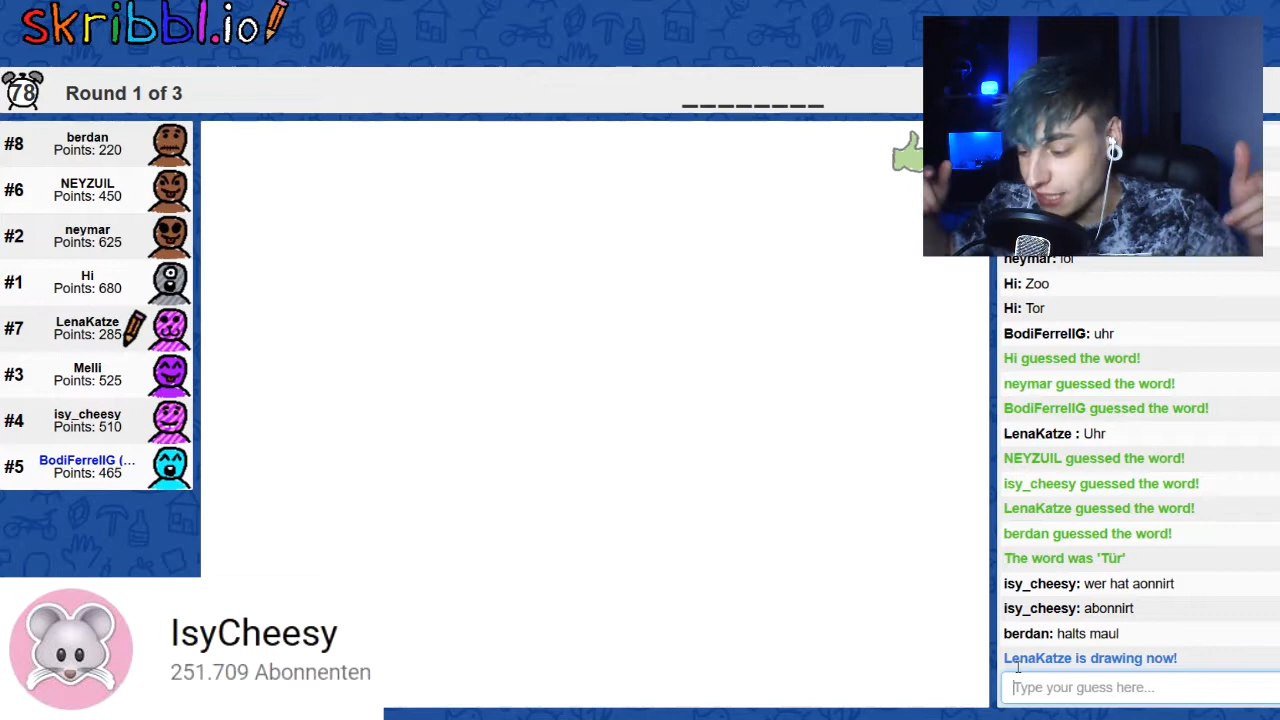 skribbl.io
78
Round 1 of 3
________
#8
berdan
Points: 220
#6
NEYZUIL
Points: 450
#2
neymar
Points: 625
#1
Hi
Points: 680
#7
LenaKatze
Points: 285
#3
Melli
Points: 525
#4
isy_cheesy
Points: 510
#5
BodiFerrellG (...
Points: 465
neymar: lol
Hi: Zoo
Hi: Tor
BodiFerrellG: uhr
Hi guessed the word!
neymar guessed the word!
BodiFerrellG guessed the word!
LenaKatze : Uhr
NEYZUIL guessed the word!
isy_cheesy guessed the word!
LenaKatze guessed the word!
berdan guessed the word!
The word was 'Tür'
isy_cheesy: wer hat aonnirt
isy_cheesy: abonnirt
berdan: halts maul
LenaKatze is drawing now!
Type your guess here...
IsyCheesy
251.709 Abonnenten